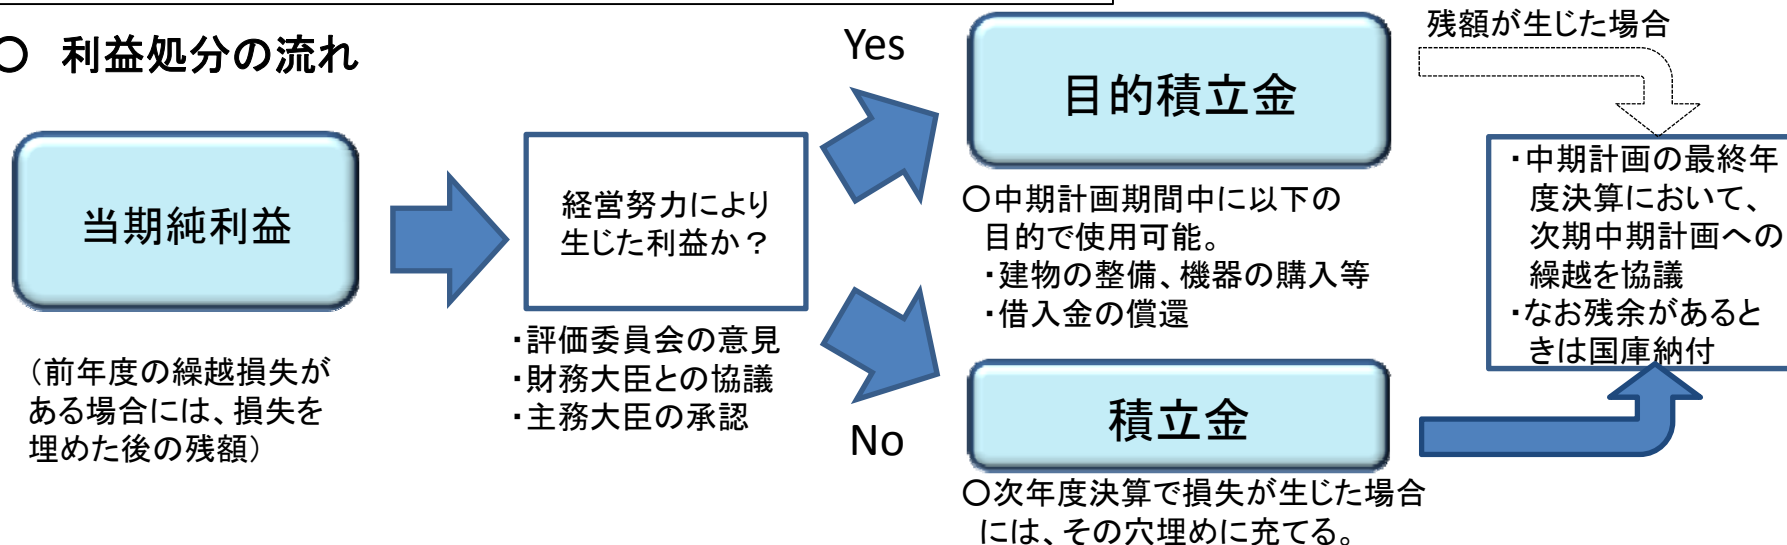 ○　利益処分の流れ
当期純利益
（前年度の繰越損失が
ある場合には、損失を
埋めた後の残額）
経営努力により
生じた利益か？
・評価委員会の意見
・財務大臣との協議
・主務大臣の承認
Yes
目的積立金
○中期計画期間中に以下の
目的で使用可能。
・建物の整備、機器の購入等
・借入金の償還
No
積立金
○次年度決算で損失が生じた場合
には、その穴埋めに充てる。
残額が生じた場合
・中期計画の最終年
度決算において、
次期中期計画への
繰越を協議
・なお残余があると
きは国庫納付